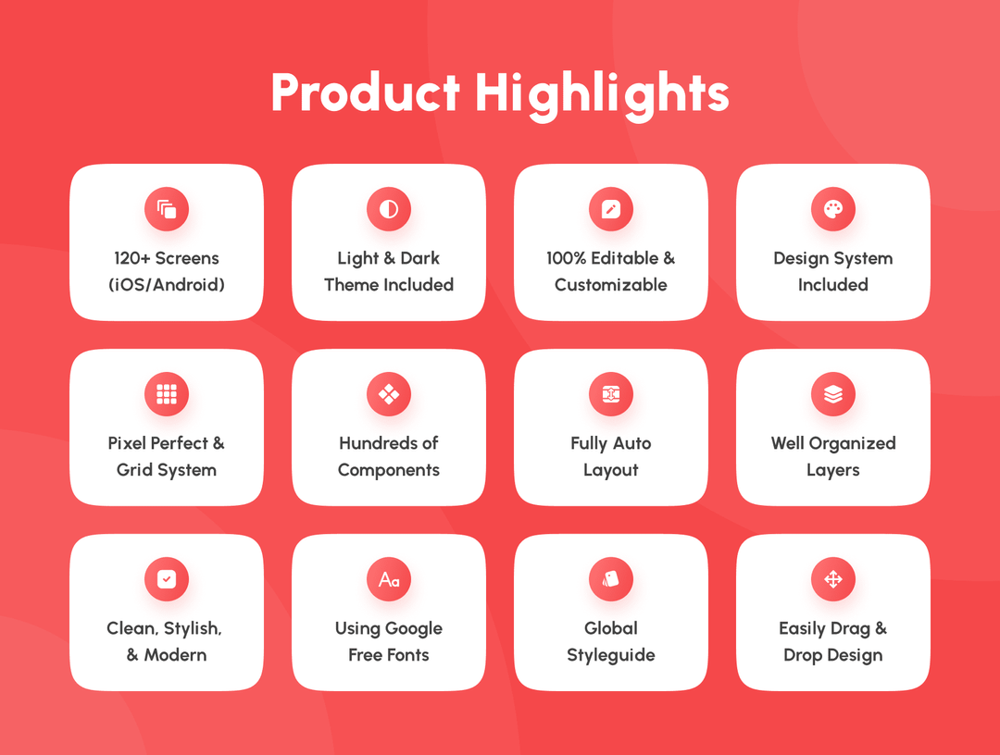 Product Highlights
120+ Screens
(iOS/Android)
Light & Dark
Theme Included
100% Editable &
Customizable
Design System
Included
Pixel Perfect &
Grid System
Hundreds of
Components
Fully Auto
Layout
Well Organized
Layers
Clean, Stylish,
& Modern
Aa
Using Google
Free Fonts
Global
Styleguide
Easily Drag &
Drop Design